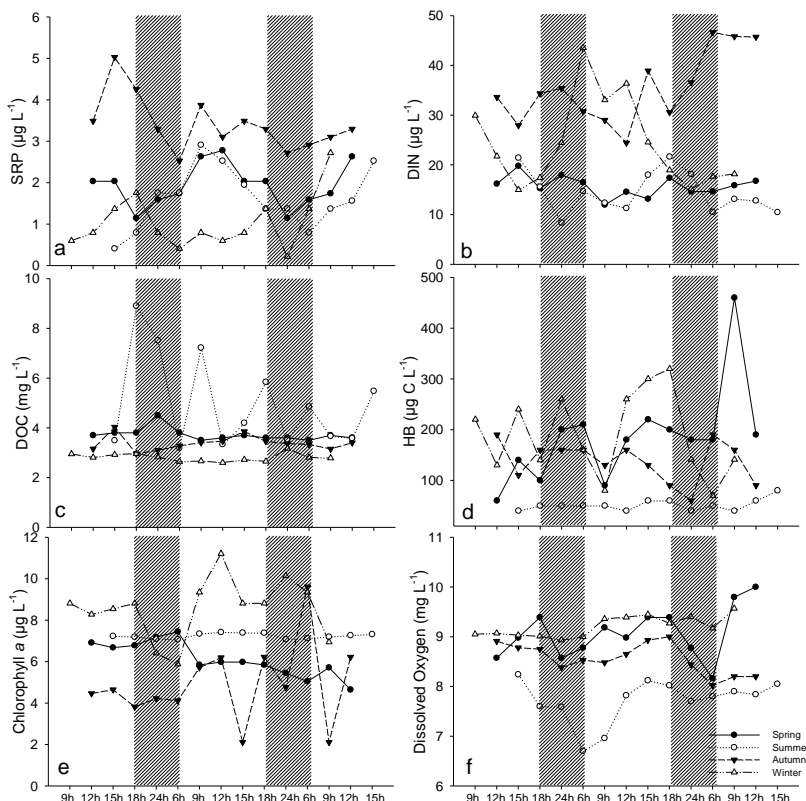 6
5
4
3
2
1
0
SRP (µg L⁻¹)
a
50
40
30
20
10
0
DIN (µg L⁻¹)
b
10
8
6
4
2
0
DOC (mg L⁻¹)
c
500
400
300
200
100
HB (µg C L⁻¹)
d
12
10
8
6
4
2
0
Chlorophyll a (µg L⁻¹)
e
9h 12h 15h 18h 24h 6h 9h 12h 15h 18h 24h 6h 9h 12h 15h
11
10
9
8
7
6
Dissolved Oxygen (mg L⁻¹)
f
Spring
Summe
Autumn
Winter
9h 12h 15h 18h 24h 6h 9h 12h 15h 18h 24h 6h 9h 12h 15h